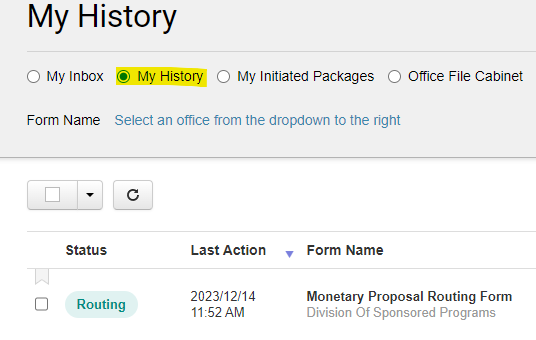 My History
My Inbox My History My Initiated Packages Office File Cabinet
Form Name Select an office from the dropdown to the right
Status Last Action Form Name
Routing 2023/12/14 11:52 AM Monetary Proposal Routing Form
Division Of Sponsored Programs